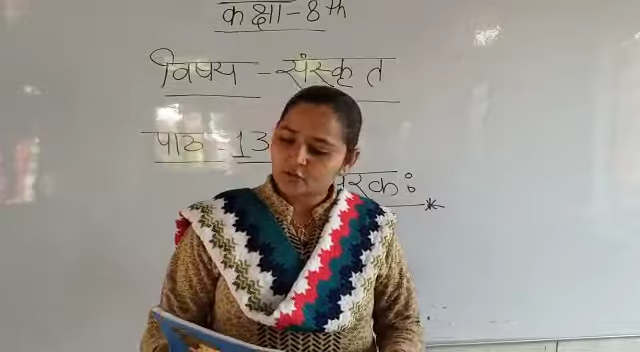 कक्षा - 8th
विषय - संस्कृत
पाठ - 13